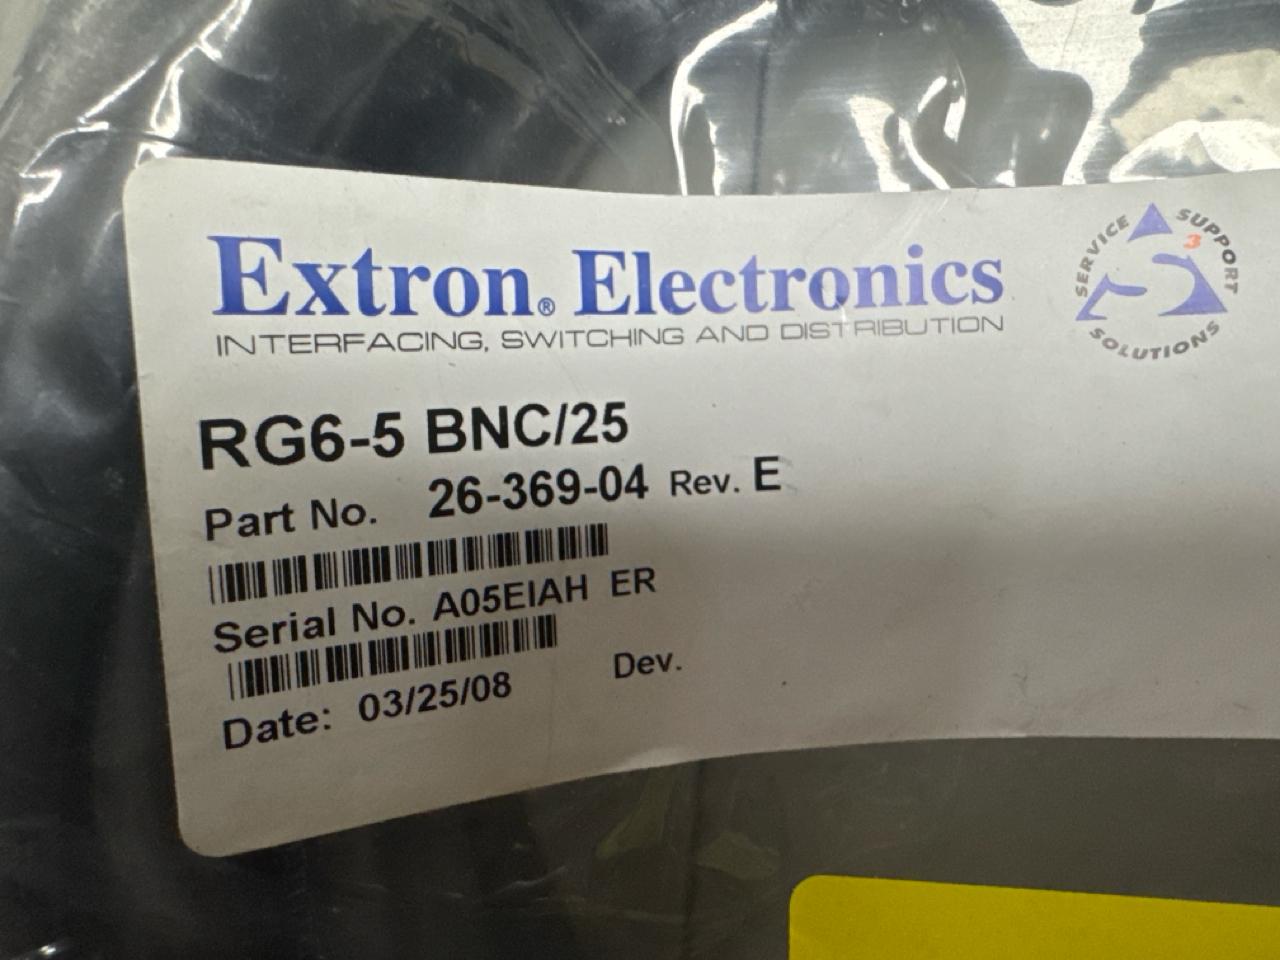 Extron® Electronics
INTERFACING, SWITCHING AND DISTRIBUTION
SERVICE SUPPORT SOLUTIONS
3
RG6-5 BNC/25
Part No. 26-369-04 Rev. E
Serial No. A05EIAH ER
Date: 03/25/08 Dev.